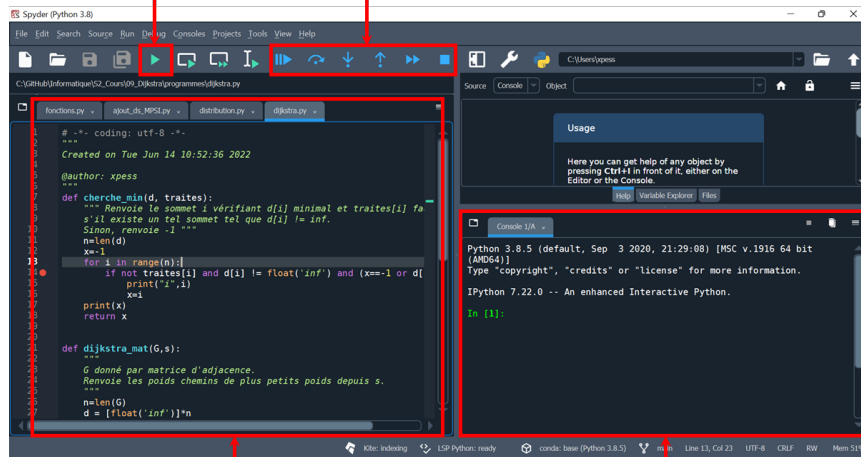 Spyder (Python 3.8)
File Edit Search Source Run Debug Consoles Projects Tools View Help
C:\Users\xpess
C:\GitHub\Informatique\S2_Cours\09_Dijkstra\programmes\dijkstra.py
Source Console Object
fonctions.py ajout_ds_MPSI.py distribution.py dijkstra.py
1 # -*- coding: utf-8 -*-
2 """
3 Created on Tue Jun 14 10:52:36 2022
4
5 @author: xpess
6 """
7 def cherche_min(d, traites):
8 """ Renvoie le sommet i vérifiant d[i] minimal et traites[i] fa
9 s'il existe un tel sommet tel que d[i] != inf.
10 Sinon, renvoie -1 """
11 n=len(d)
12 x=-1
13 for i in range(n):
14 if not traites[i] and d[i] != float('inf') and (x==-1 or d[
15 print("i",i)
16 x=i
17 print(x)
18 return x
19
20
21 def dijkstra_mat(G,s):
22 """
23 G donné par matrice d'adjacence.
24 Renvoie les poids chemins de plus petits poids depuis s.
25 """
26 n=len(G)
27 d = [float('inf')]*n
Usage
Here you can get help of any object by
pressing Ctrl+I in front of it, either on the
Editor or the Console.
Help Variable Explorer Files
Console 1/A
Python 3.8.5 (default, Sep 3 2020, 21:29:08) [MSC v.1916 64 bit
(AMD64)]
Type "copyright", "credits" or "license" for more information.
IPython 7.22.0 -- An enhanced Interactive Python.
In [1]:
Kite: indexing LSP Python: ready conda: base (Python 3.8.5) main Line 13, Col 23 UTF-8 CRLF RW Mem 51%